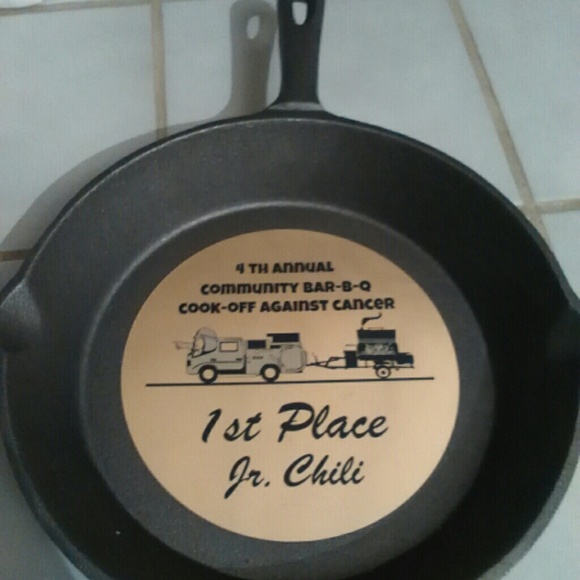 4 TH ANNUAL
COMMUNITY BAR-B-Q
COOK-OFF AGAINST CANCER
1st Place
Jr. Chili